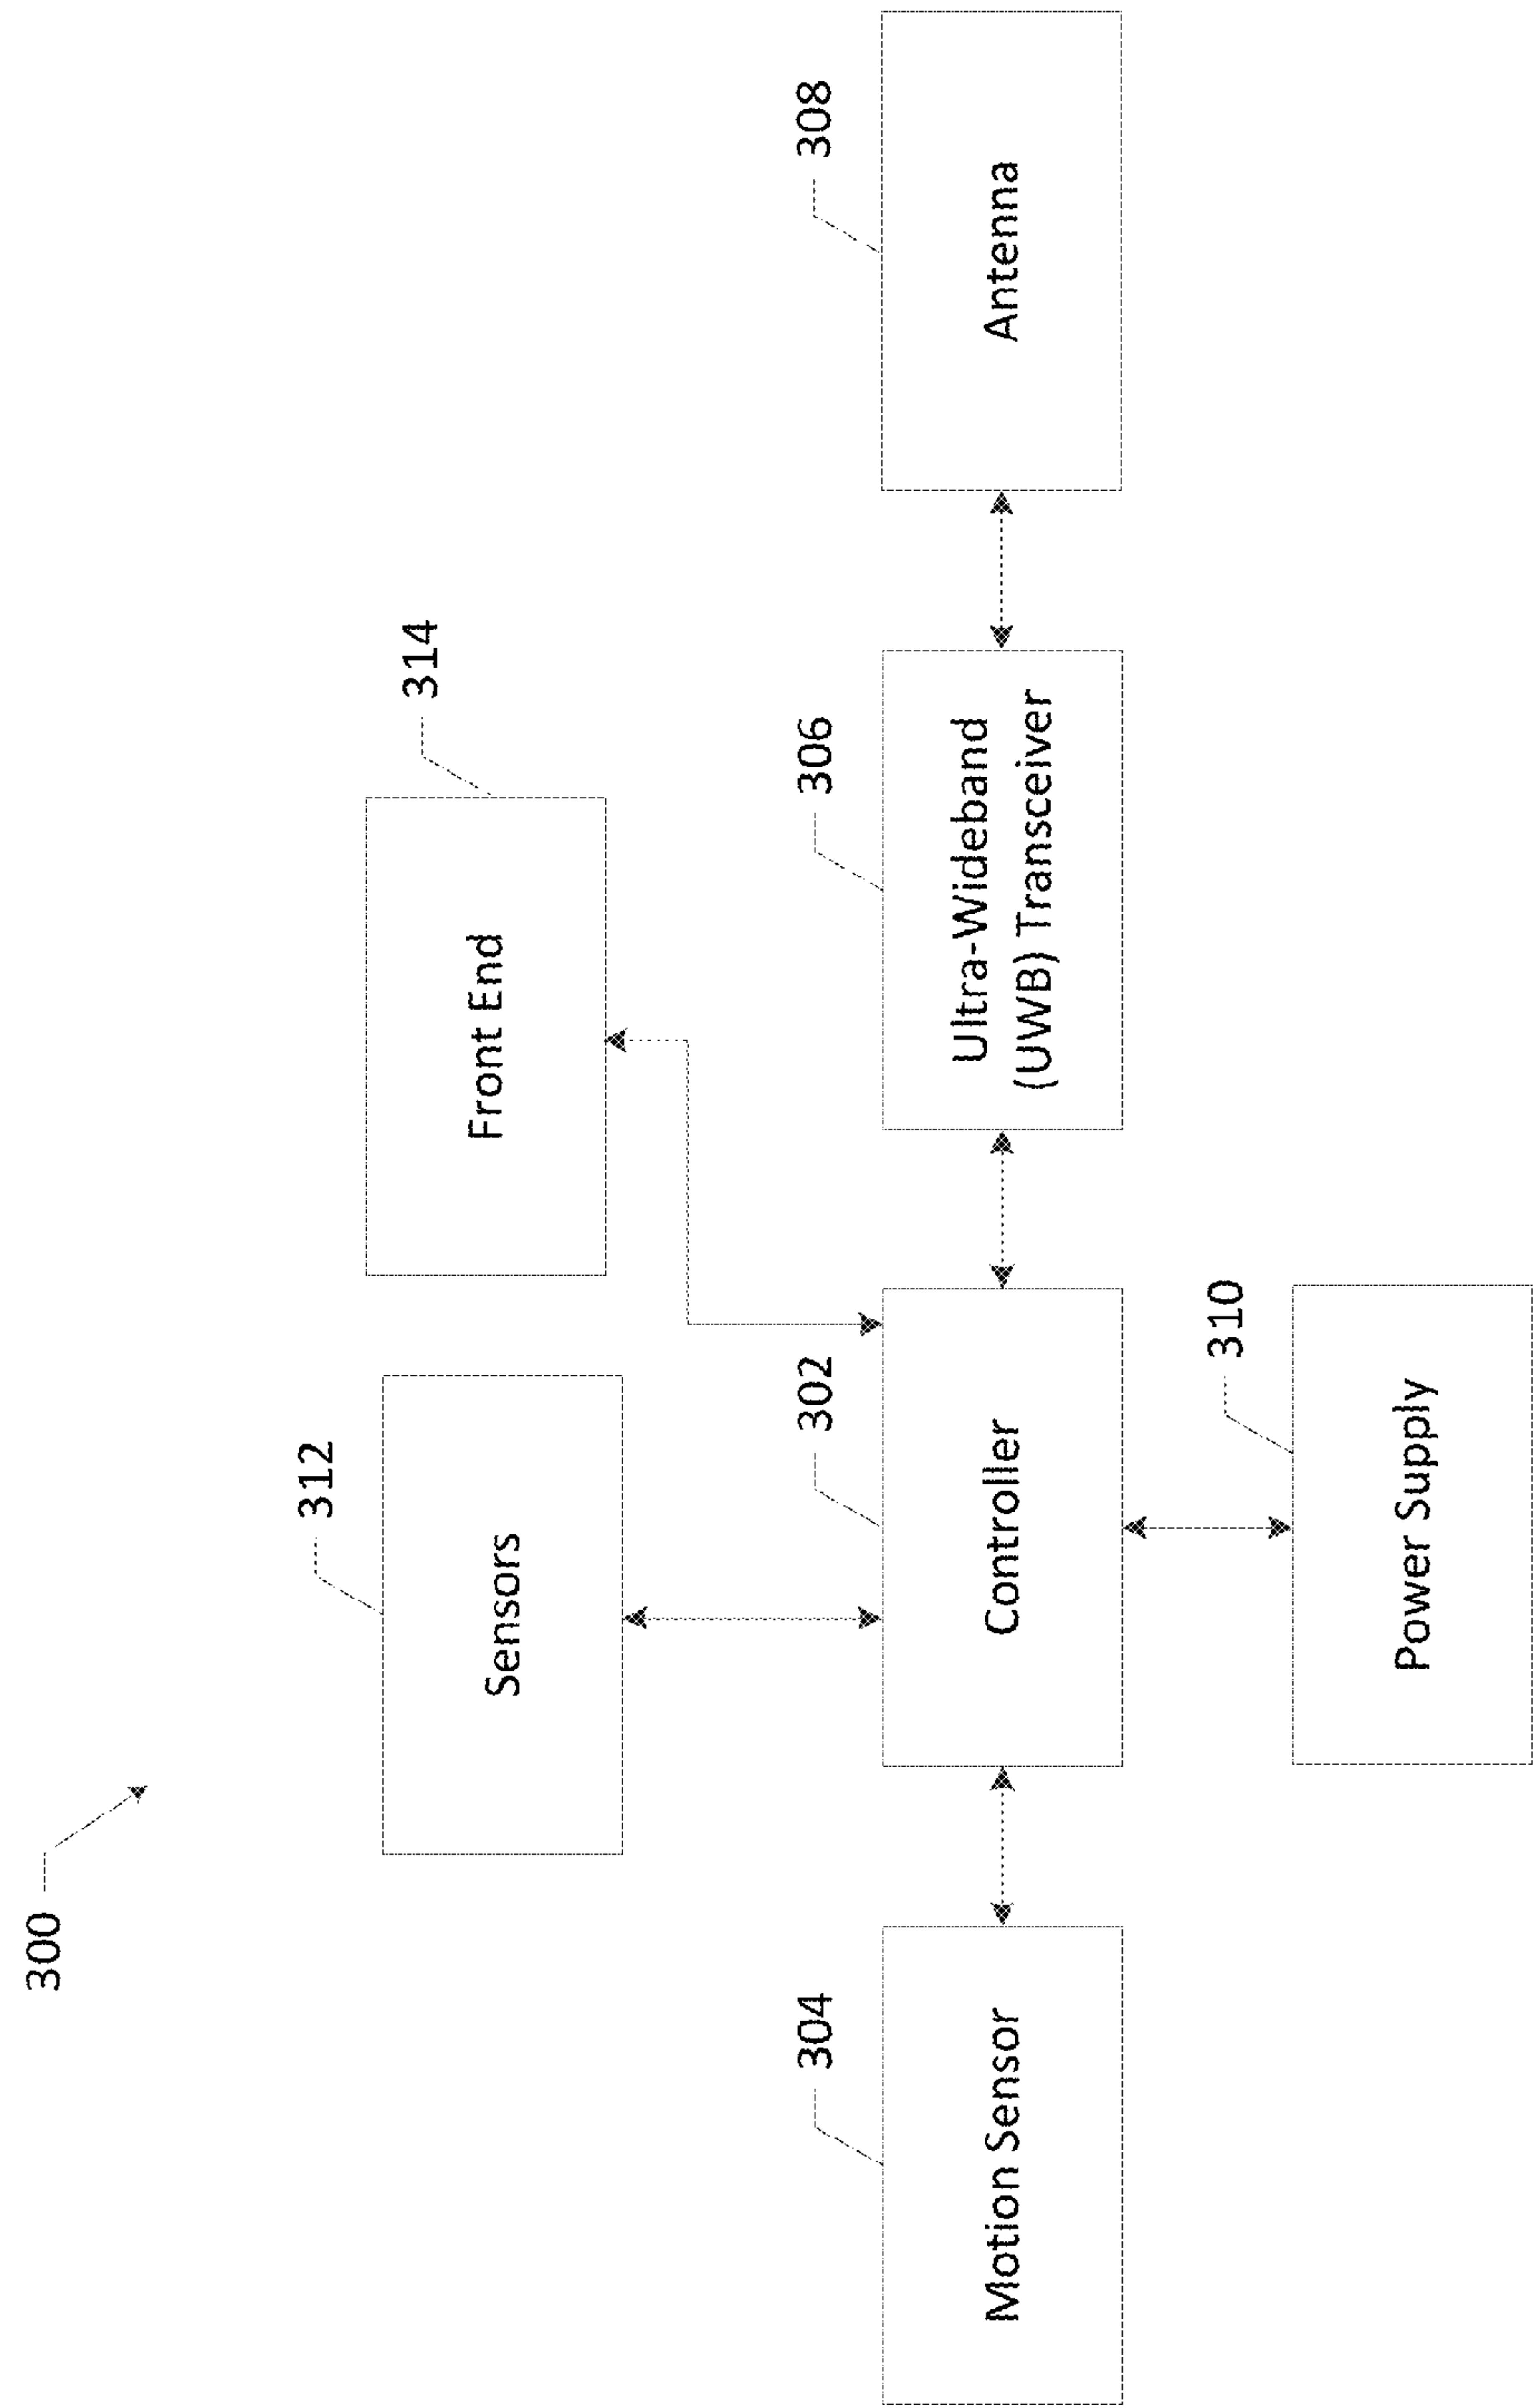 300
312
Sensors
314
Front End
304
Motion Sensor
302
Controller
306
Ultra-Wideband
(UWB) Transceiver
308
Antenna
310
Power Supply